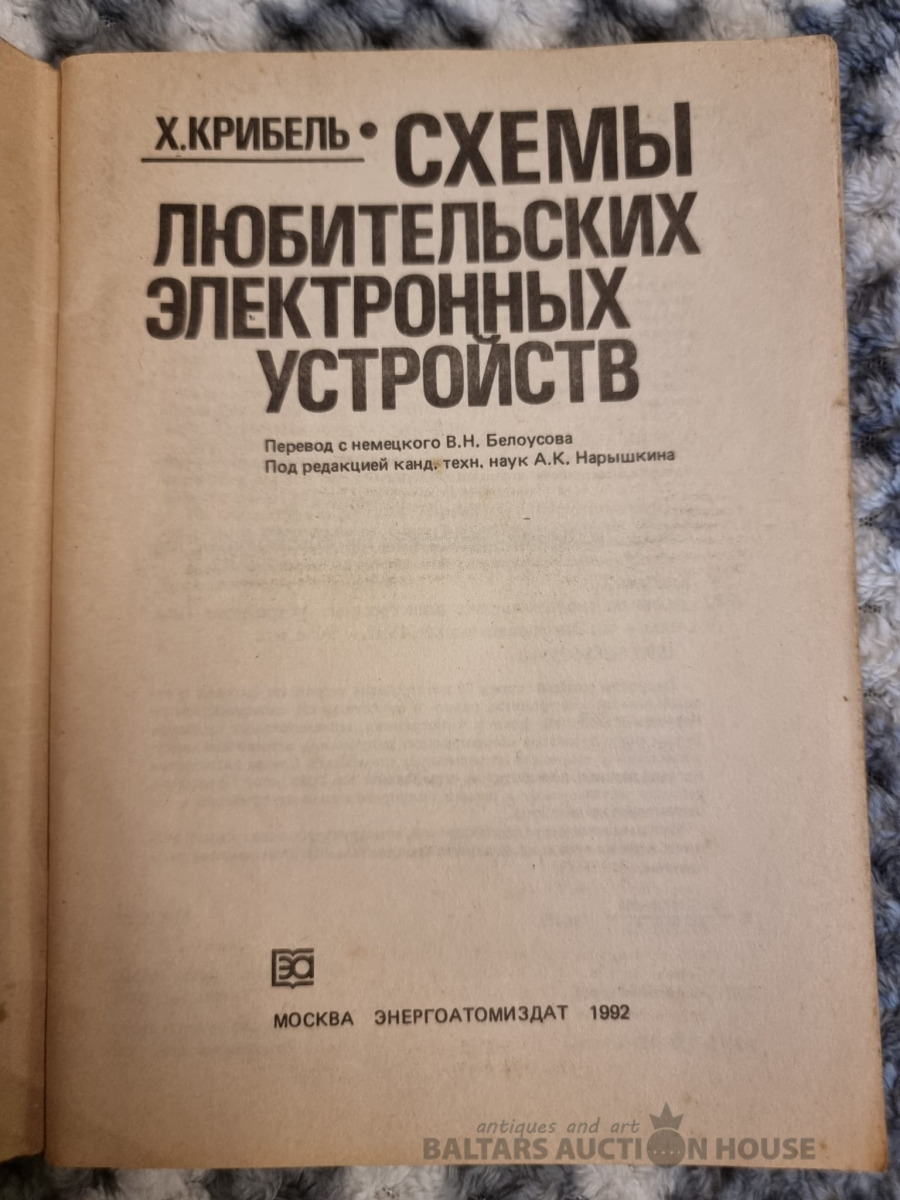 Х.КРИБЕЛЬ • СХЕМЫ
ЛЮБИТЕЛЬСКИХ
ЭЛЕКТРОННЫХ
УСТРОЙСТВ
Перевод с немецкого В.Н. Белоусова
Под редакцией канд. техн. наук А.К. Нарышкина
эа
МОСКВА ЭНЕРГОАТОМИЗДАТ 1992
antiques and art
BALTARS AUCTION HOUSE